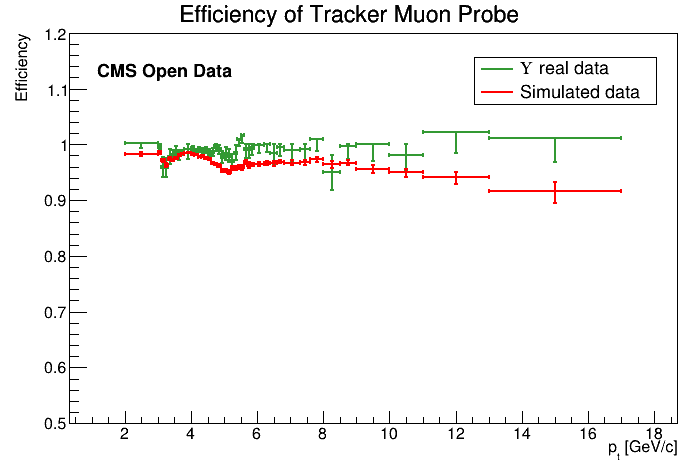 Efficiency of Tracker Muon Probe
Efficiency
CMS Open Data
ϒ real data
Simulated data
1.2
1.1
1
0.9
0.8
0.7
0.6
0.5
2 4 6 8 10 12 14 16 18
pt [GeV/c]